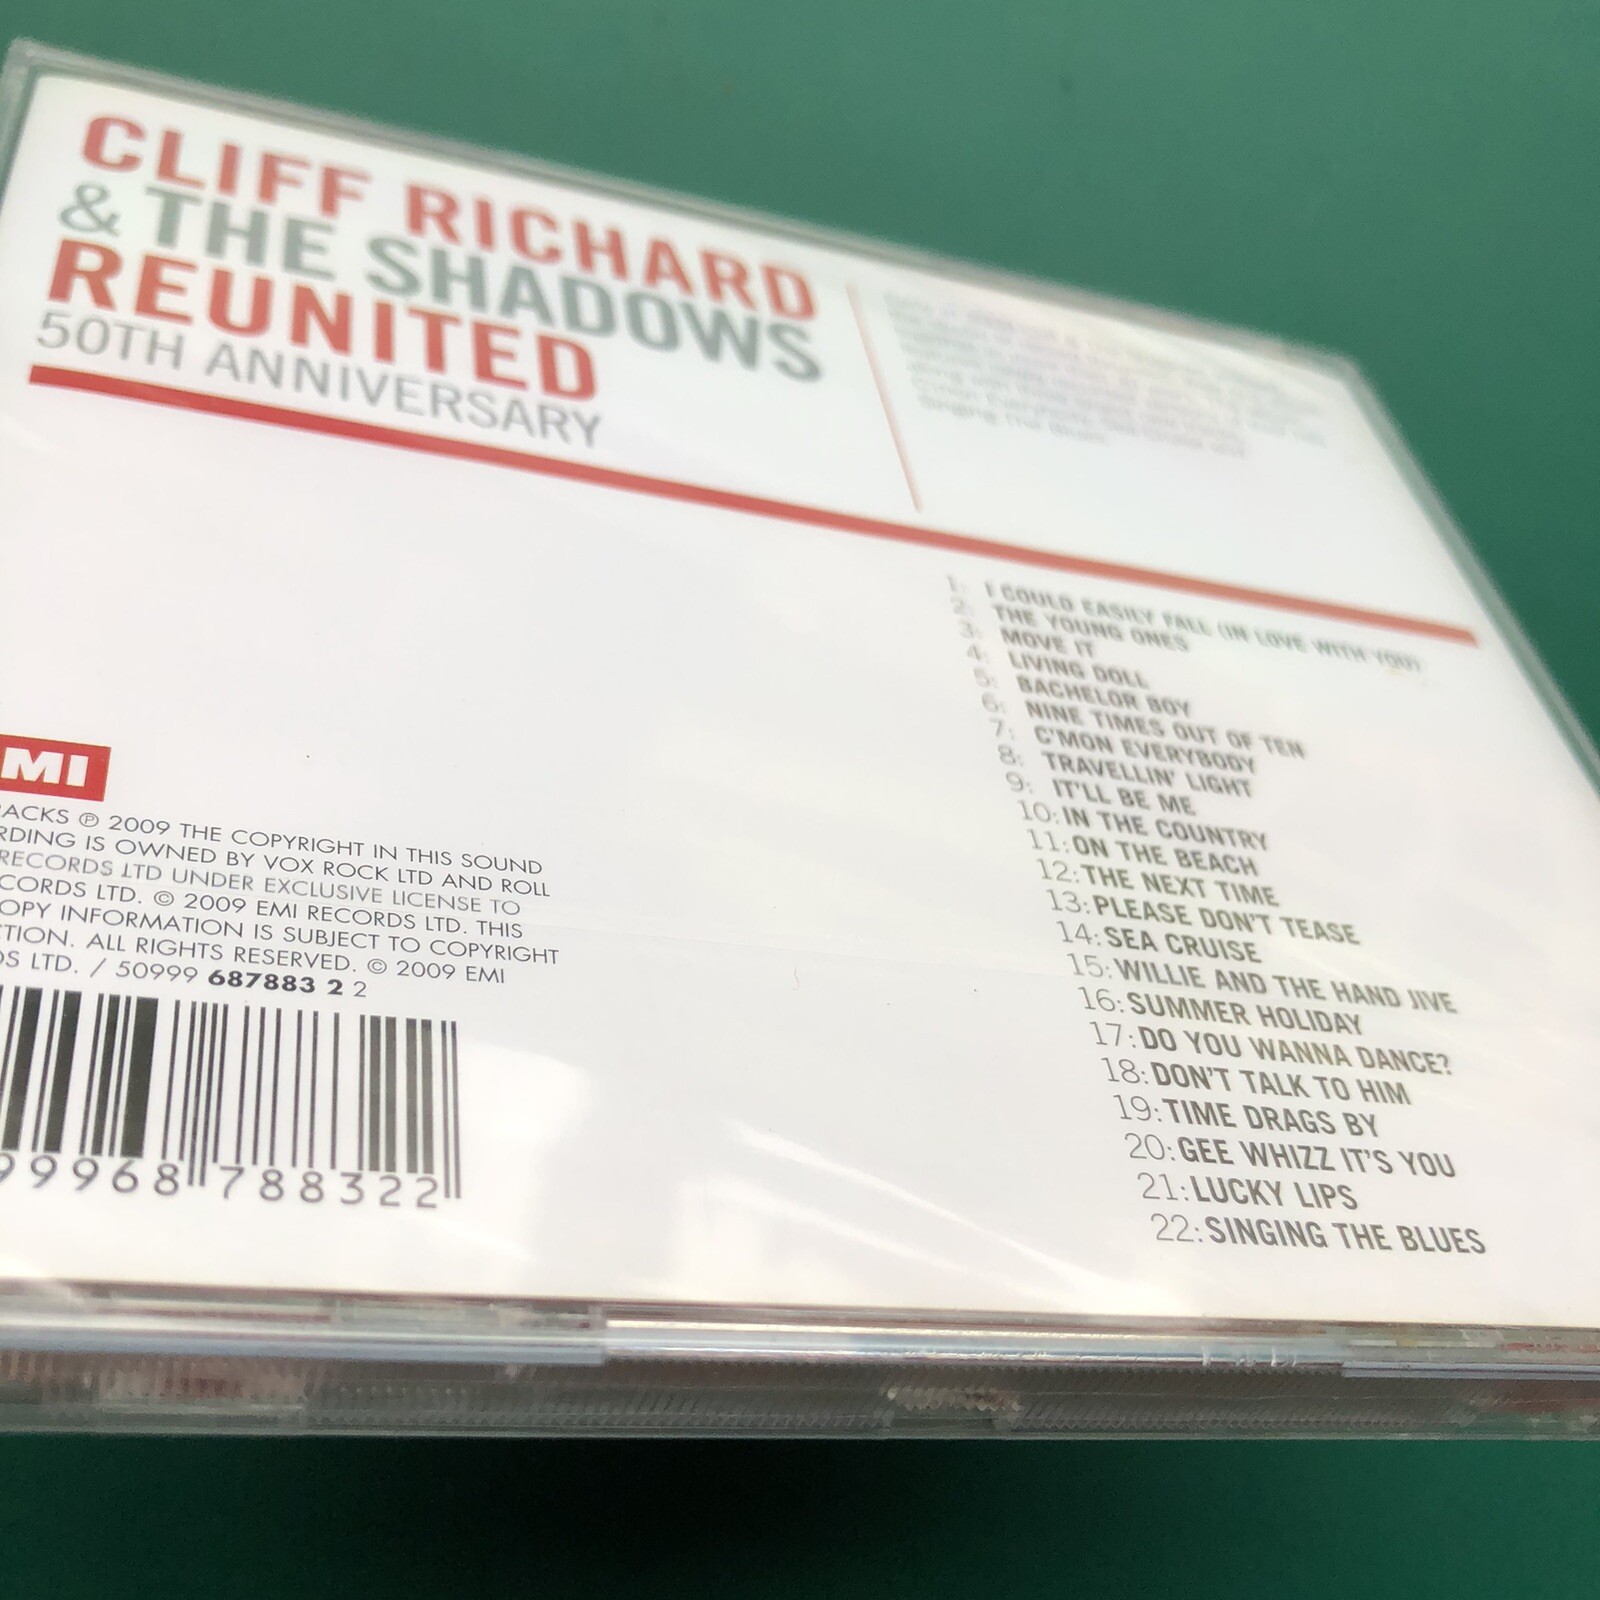 CLIFF RICHARD
& THE SHADOWS
REUNITED
50TH ANNIVERSARY
Singing The Blues.
1: I COULD EASILY FALL (IN LOVE WITH YOU)
2: THE YOUNG ONES
3: MOVE IT
4: LIVING DOLL
5: BACHELOR BOY
6: NINE TIMES OUT OF TEN
7: C'MON EVERYBODY
8: TRAVELLIN' LIGHT
9: IT'LL BE ME
10: IN THE COUNTRY
11: ON THE BEACH
12: THE NEXT TIME
13: PLEASE DON'T TEASE
14: SEA CRUISE
15: WILLIE AND THE HAND JIVE
16: SUMMER HOLIDAY
17: DO YOU WANNA DANCE?
18: DON'T TALK TO HIM
19: TIME DRAGS BY
20: GEE WHIZZ IT'S YOU
21: LUCKY LIPS
22: SINGING THE BLUES
MI
ACKS ℗ 2009 THE COPYRIGHT IN THIS SOUND
RDING IS OWNED BY VOX ROCK LTD AND ROLL
RECORDS LTD UNDER EXCLUSIVE LICENSE TO
CORDS LTD. © 2009 EMI RECORDS LTD. THIS
OPY INFORMATION IS SUBJECT TO COPYRIGHT
TION. ALL RIGHTS RESERVED. © 2009 EMI
DS LTD. / 50999 687883 2 2
99968 788322